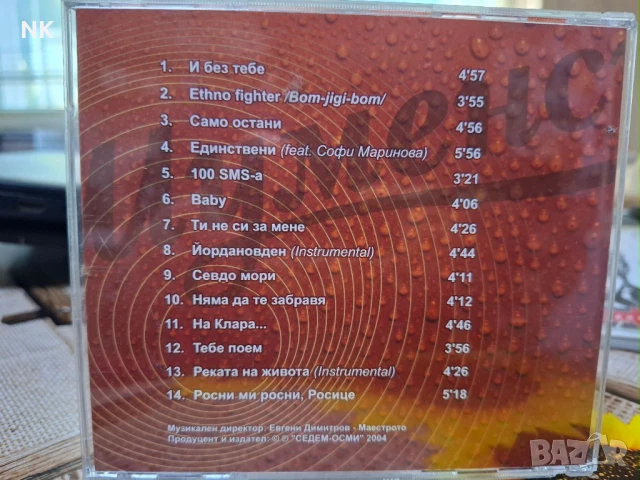 NK
1. И без тебе 4'57
2. Ethno fighter /Bom-jigi-bom/ 3'55
3. Само остани 4'56
4. Единствени (feat. Софи Маринова) 5'56
5. 100 SMS-a 3'21
6. Baby 4'06
7. Ти не си за мене 4'26
8. Йордановден (Instrumental) 4'44
9. Севдо мори 4'11
10. Няма да те забравя 4'12
11. На Клара... 4'46
12. Тебе поем 3'56
13. Реката на живота (Instrumental) 4'26
14. Росни ми росни, Росице 5'18
Музикален директор: Евгени Димитров - Маестрото
Продуцент и издател: © ℗ "СЕДЕМ-ОСМИ" 2004
BAZAR